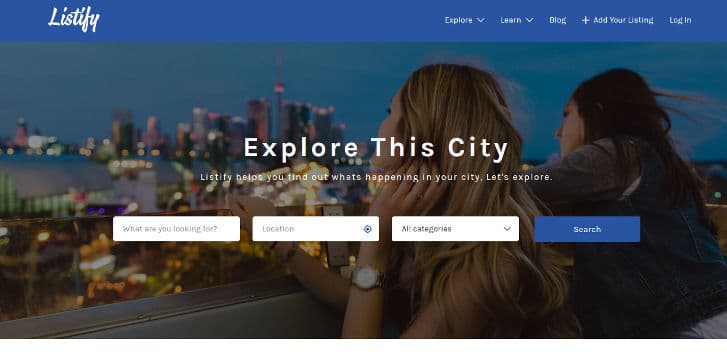 Listify
Explore
Learn
Blog
+ Add Your Listing
Log In
Explore This City
Listify helps you find out whats happening in your city, Let's explore.
What are you looking for?
Location
All categories
Search